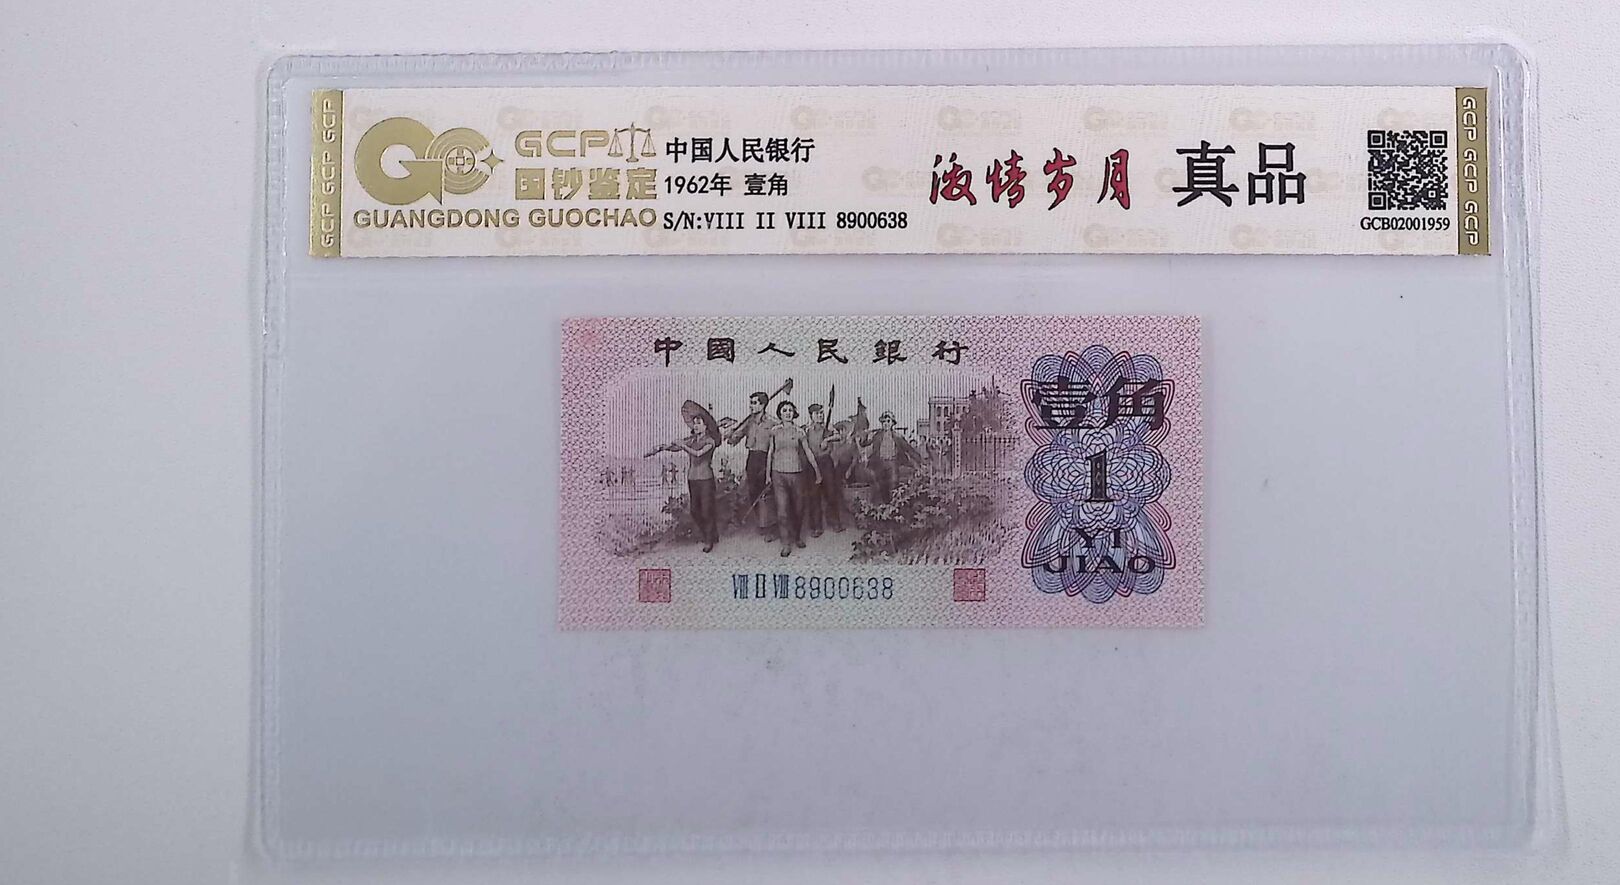 GCP GCP GCP
GCP
国钞鉴定
GUANGDONG GUOCHAO
中国人民银行
1962年 壹角
S/N:VIII II VIII 8900638
激情岁月
真品
GCB02001959
GCP GCP GCP
中國人民銀行
壹角
1
YI
JIAO
VIII II VIII 8900638